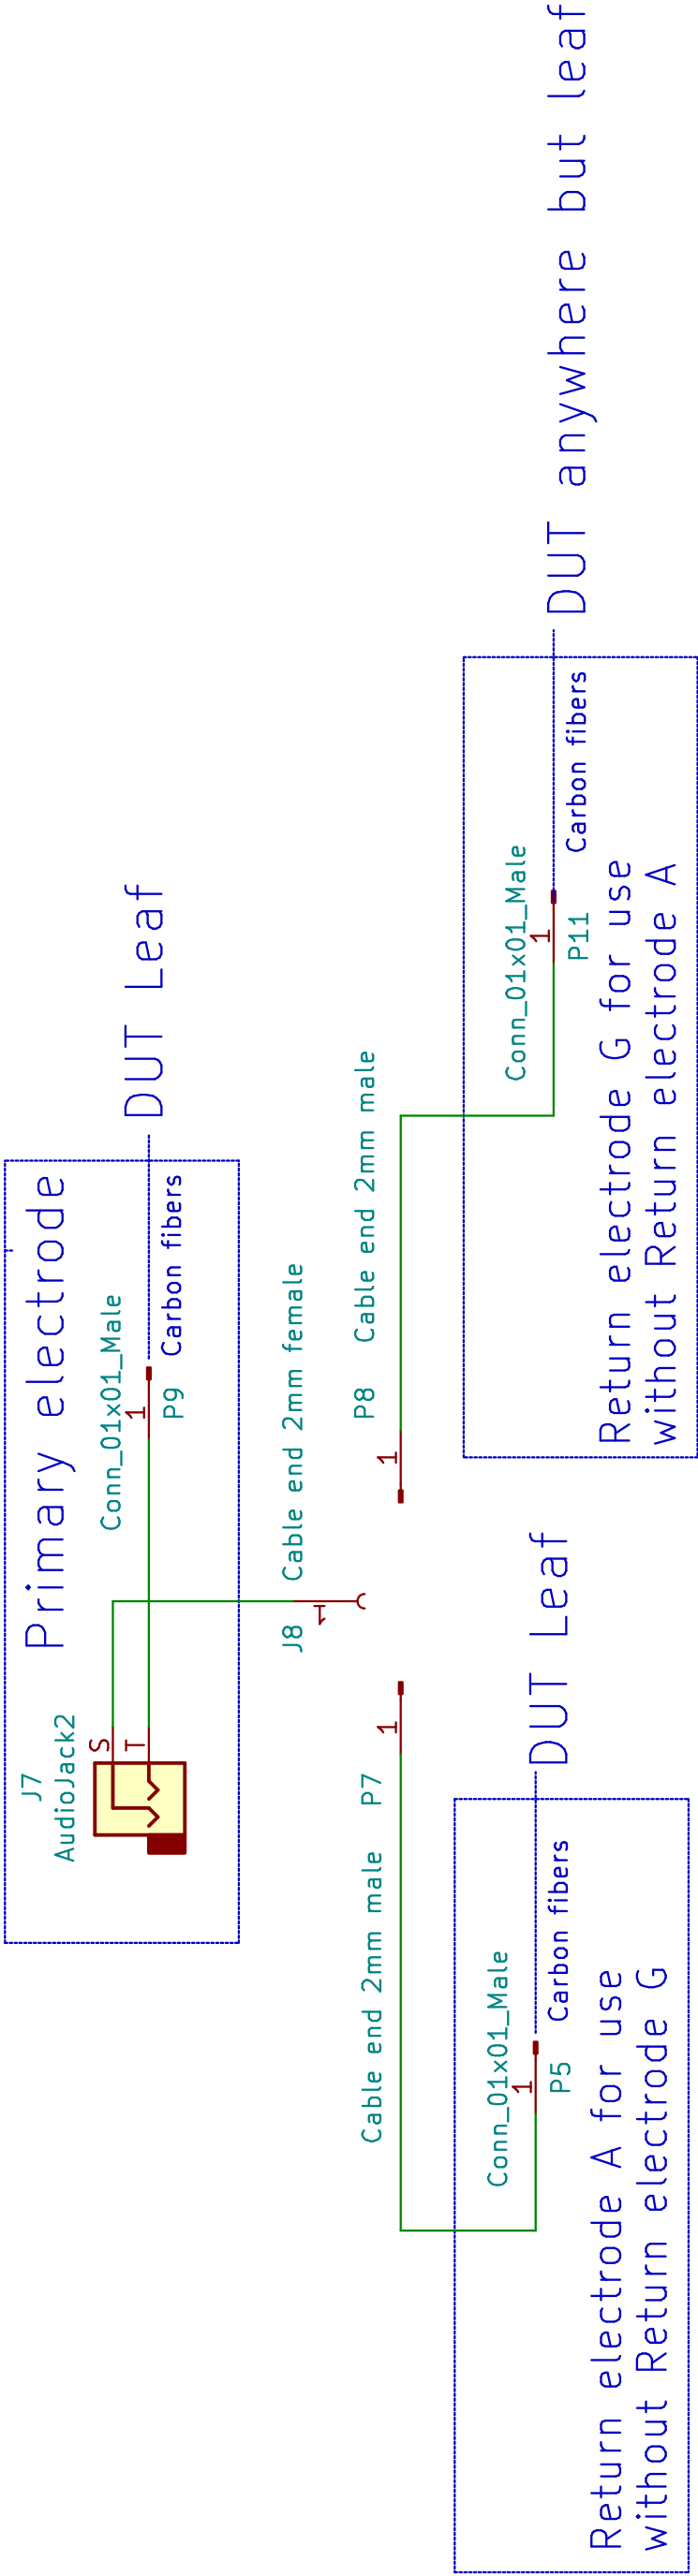 Primary electrode
J7
AudioJack2
S
T
Conn_01x01_Male
1
P9
Carbon fibers
DUT Leaf
J8
Cable end 2mm female
1
Cable end 2mm male
P7
1
P8
Cable end 2mm male
1
Conn_01x01_Male
1
P5
Carbon fibers
DUT Leaf
Return electrode A for use
without Return electrode G
Conn_01x01_Male
1
P11
Carbon fibers
DUT anywhere but leaf
Return electrode G for use
without Return electrode A